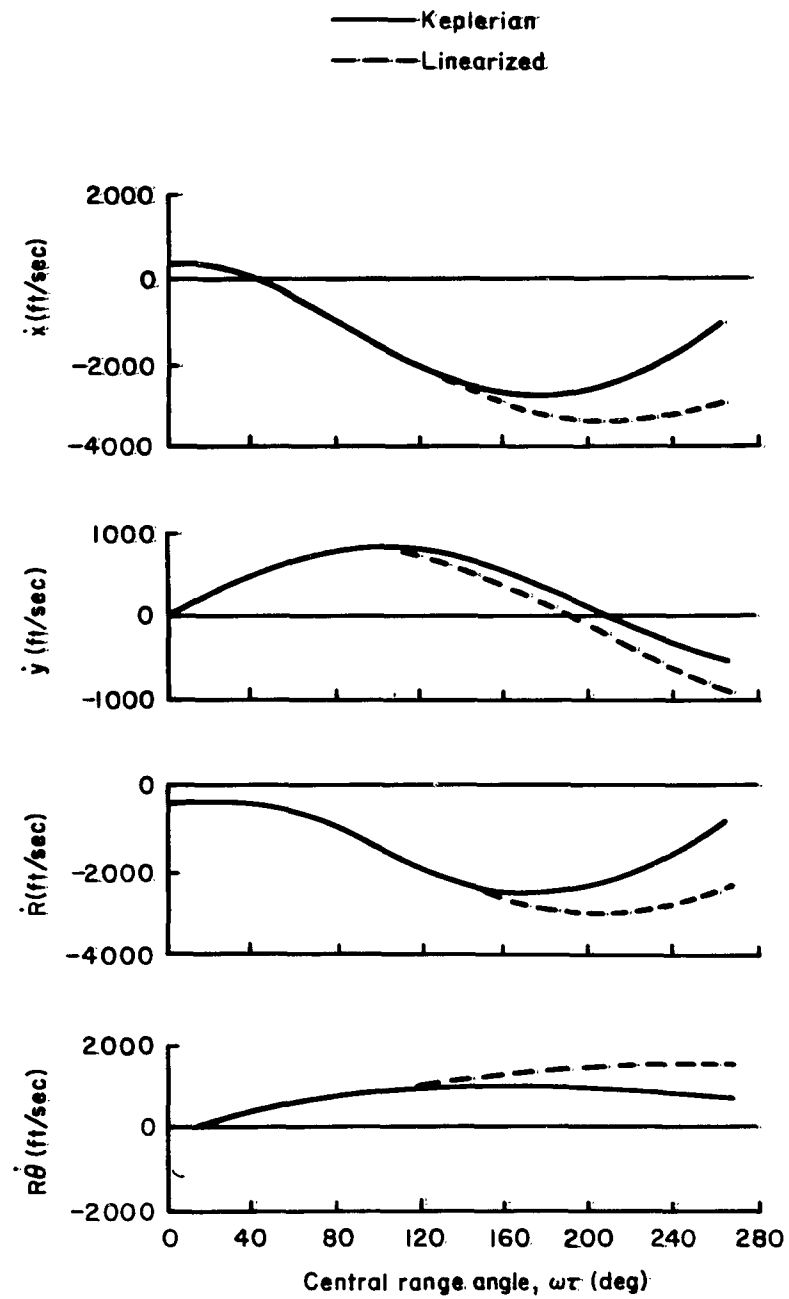 Keplerian
Linearized
2000
0
-2000
-4000
ẋ (ft/sec)
1000
0
-1000
ẏ (ft/sec)
0
-2000
-4000
Ṙ (ft/sec)
2000
0
-2000
Rθ̇ (ft/sec)
0 40 80 120 160 200 240 280
Central range angle, ωτ (deg)